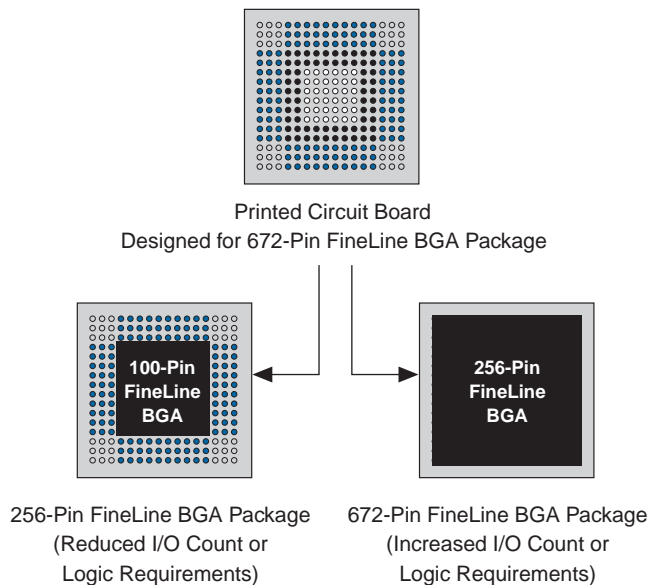 Printed Circuit Board
Designed for 672-Pin FineLine BGA Package
100-Pin
FineLine
BGA
256-Pin
FineLine
BGA
256-Pin FineLine BGA Package
(Reduced I/O Count or
Logic Requirements)
672-Pin FineLine BGA Package
(Increased I/O Count or
Logic Requirements)